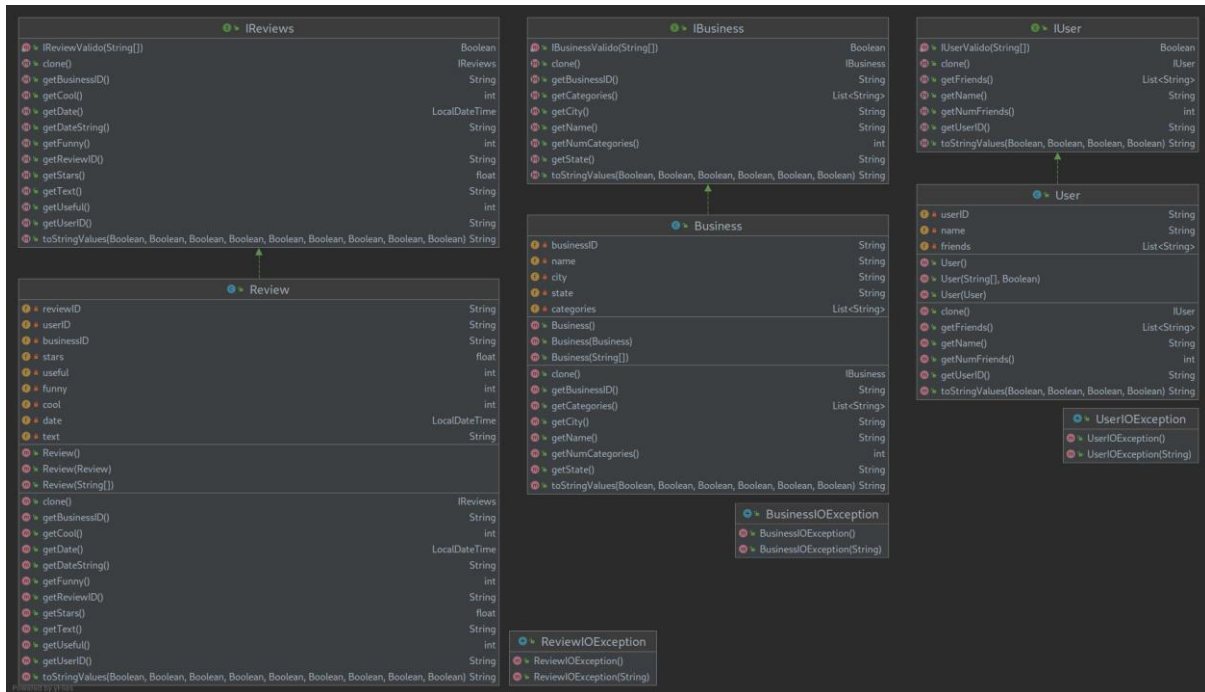 IReviews
IReviewValido(String[]) Boolean
clone() IReviews
getBusinessID() String
getCool() int
getDate() LocalDateTime
getDateString() String
getFunny() int
getReviewID() String
getStars() float
getText() String
getUseful() int
getUserID() String
toStringValues(Boolean, Boolean, Boolean, Boolean, Boolean, Boolean, Boolean, Boolean, Boolean) String
Review
reviewID String
userID String
businessID String
stars float
useful int
funny int
cool int
date LocalDateTime
text String
Review()
Review(Review)
Review(String[])
clone() IReviews
getBusinessID() String
getCool() int
getDate() LocalDateTime
getDateString() String
getFunny() int
getReviewID() String
getStars() float
getText() String
getUseful() int
getUserID() String
toStringValues(Boolean, Boolean, Boolean, Boolean, Boolean, Boolean, Boolean, Boolean, Boolean) String
Powered by yFiles
IBusiness
IBusinessValido(String[]) Boolean
clone() IBusiness
getBusinessID() String
getCategories() List<String>
getCity() String
getName() String
getNumCategories() int
getState() String
toStringValues(Boolean, Boolean, Boolean, Boolean, Boolean, Boolean) String
Business
businessID String
name String
city String
state String
categories List<String>
Business()
Business(Business)
Business(String[])
clone() IBusiness
getBusinessID() String
getCategories() List<String>
getCity() String
getName() String
getNumCategories() int
getState() String
toStringValues(Boolean, Boolean, Boolean, Boolean, Boolean, Boolean) String
BusinessIOException
BusinessIOException()
BusinessIOException(String)
ReviewIOException
ReviewIOException()
ReviewIOException(String)
IUser
IUserValido(String[]) Boolean
clone() IUser
getFriends() List<String>
getName() String
getNumFriends() int
getUserID() String
toStringValues(Boolean, Boolean, Boolean, Boolean) String
User
userID String
name String
friends List<String>
User()
User(String[], Boolean)
User(User)
clone() IUser
getFriends() List<String>
getName() String
getNumFriends() int
getUserID() String
toStringValues(Boolean, Boolean, Boolean, Boolean) String
UserIOException
UserIOException()
UserIOException(String)